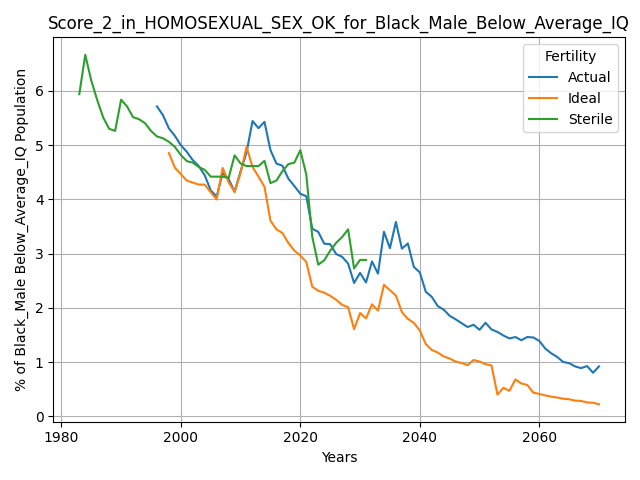 Score_2_in_HOMOSEXUAL_SEX_OK_for_Black_Male_Below_Average_IQ
Fertility
Actual
Ideal
Sterile
% of Black_Male Below_Average_IQ Population
6
5
4
3
2
1
0
1980 2000 2020 2040 2060
Years